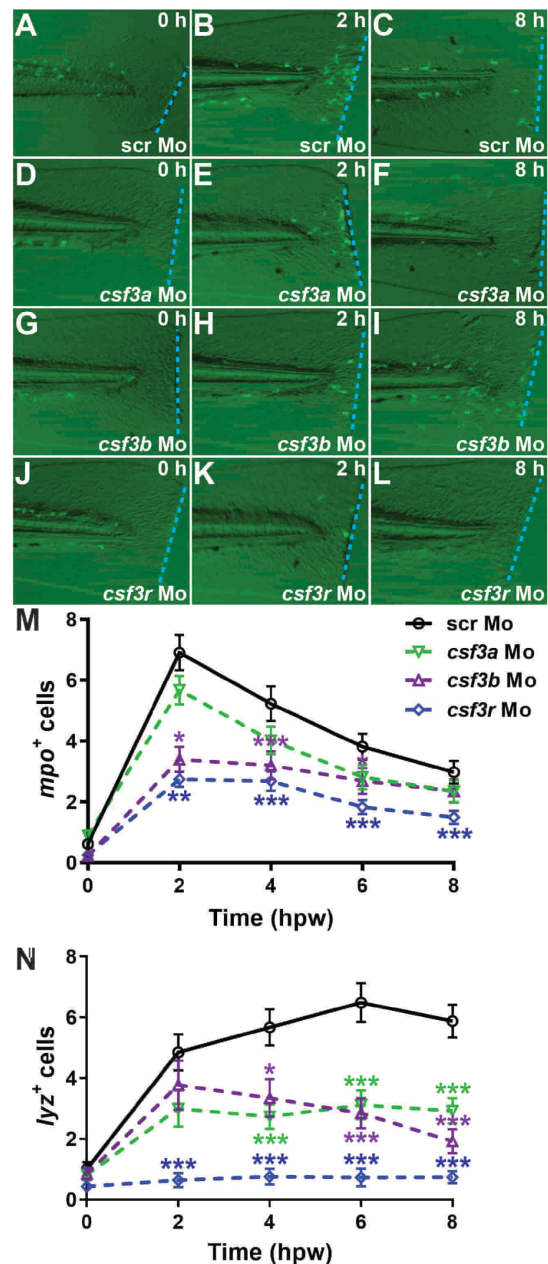 A 0 h scr Mo
B 2 h scr Mo
C 8 h scr Mo
D 0 h csf3a Mo
E 2 h csf3a Mo
F 8 h csf3a Mo
G 0 h csf3b Mo
H 2 h csf3b Mo
I 8 h csf3b Mo
J 0 h csf3r Mo
K 2 h csf3r Mo
L 8 h csf3r Mo
M
scr Mo
csf3a Mo
csf3b Mo
csf3r Mo
mpo+ cells
8
6
4
2
0
* *** *
** *** *** ***
0 2 4 6 8
Time (hpw)
N
lyz+ cells
8
6
4
2
0
* *** ***
*** *** ***
*** *** *** ***
0 2 4 6 8
Time (hpw)